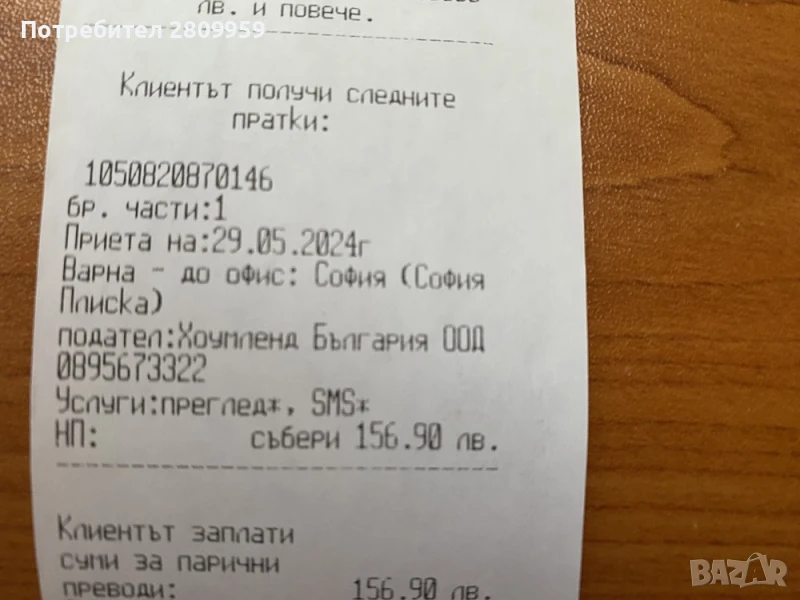 лв. и повече.
Потребител 2809959
Клиентът получи следните
пратки:
1050820870146
бр. части:1
Приета на:29.05.2024г
Варна - до офис: София (София
Плиска)
подател:Хоумленд България ООД
0895673322
Услуги:преглед*, SMS*
НП: събери 156.90 лв.
Клиентът заплати
суми за парични
преводи: 156.90 лв.
BAZAR